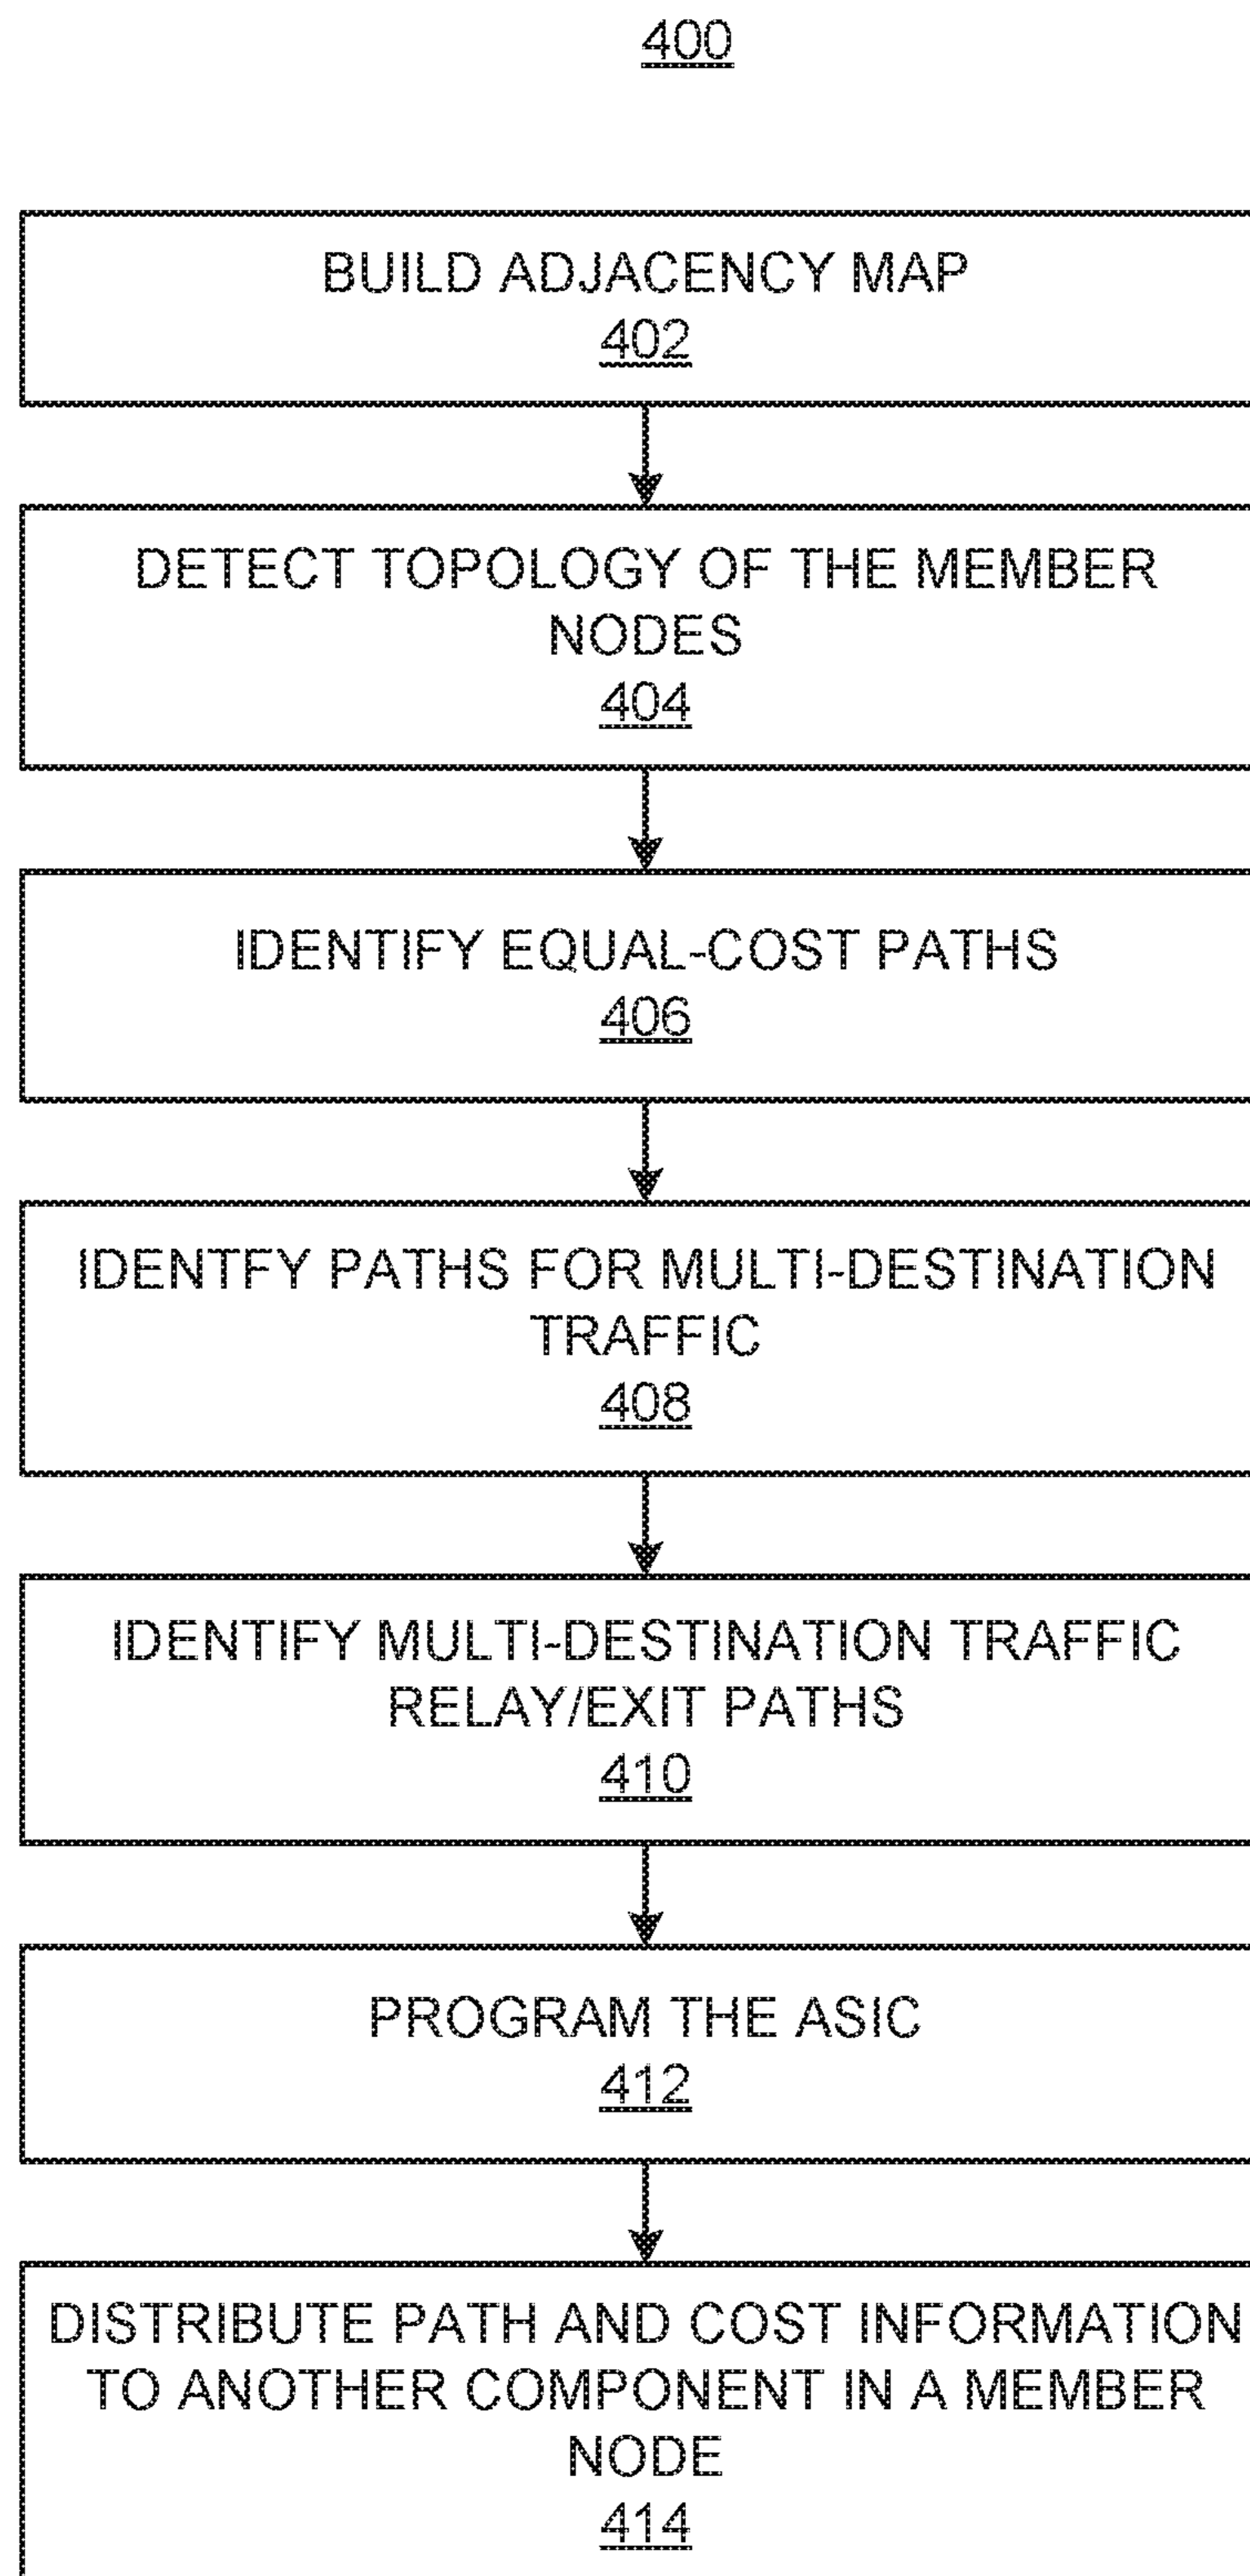 400
BUILD ADJACENCY MAP
402
DETECT TOPOLOGY OF THE MEMBER
NODES
404
IDENTIFY EQUAL-COST PATHS
406
IDENTFY PATHS FOR MULTI-DESTINATION
TRAFFIC
408
IDENTIFY MULTI-DESTINATION TRAFFIC
RELAY/EXIT PATHS
410
PROGRAM THE ASIC
412
DISTRIBUTE PATH AND COST INFORMATION
TO ANOTHER COMPONENT IN A MEMBER
NODE
414